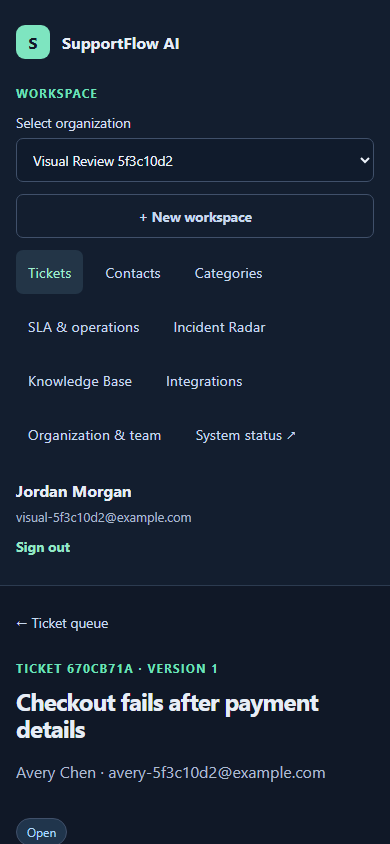 S SupportFlow AI
WORKSPACE
Select organization
Visual Review 5f3c10d2
+ New workspace
Tickets Contacts Categories
SLA & operations Incident Radar
Knowledge Base Integrations
Organization & team System status ↗
Jordan Morgan
visual-5f3c10d2@example.com
Sign out
← Ticket queue
TICKET 670CB71A · VERSION 1
Checkout fails after payment
details
Avery Chen · avery-5f3c10d2@example.com
Open